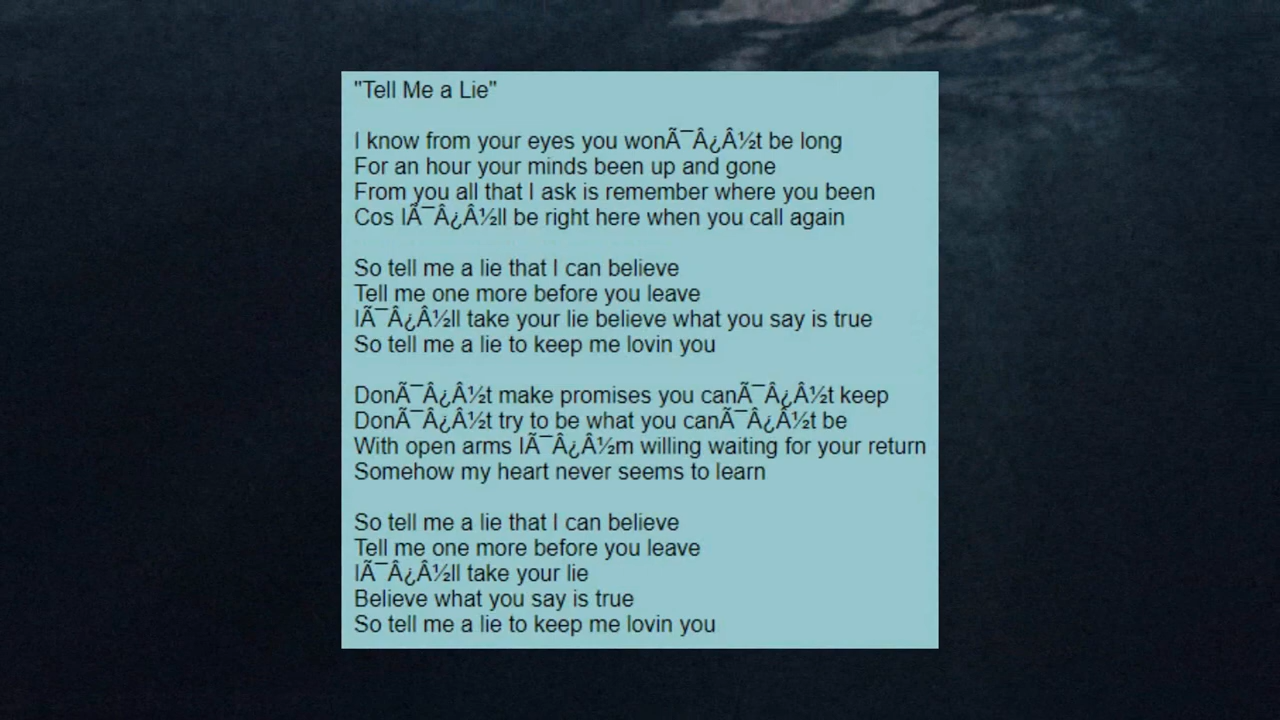 "Tell Me a Lie"
I know from your eyes you wonÃ¯Â¿Â½t be long
For an hour your minds been up and gone
From you all that I ask is remember where you been
Cos IÃ¯Â¿Â½ll be right here when you call again
So tell me a lie that I can believe
Tell me one more before you leave
IÃ¯Â¿Â½ll take your lie believe what you say is true
So tell me a lie to keep me lovin you
DonÃ¯Â¿Â½t make promises you canÃ¯Â¿Â½t keep
DonÃ¯Â¿Â½t try to be what you canÃ¯Â¿Â½t be
With open arms IÃ¯Â¿Â½m willing waiting for your return
Somehow my heart never seems to learn
So tell me a lie that I can believe
Tell me one more before you leave
IÃ¯Â¿Â½ll take your lie
Believe what you say is true
So tell me a lie to keep me lovin you